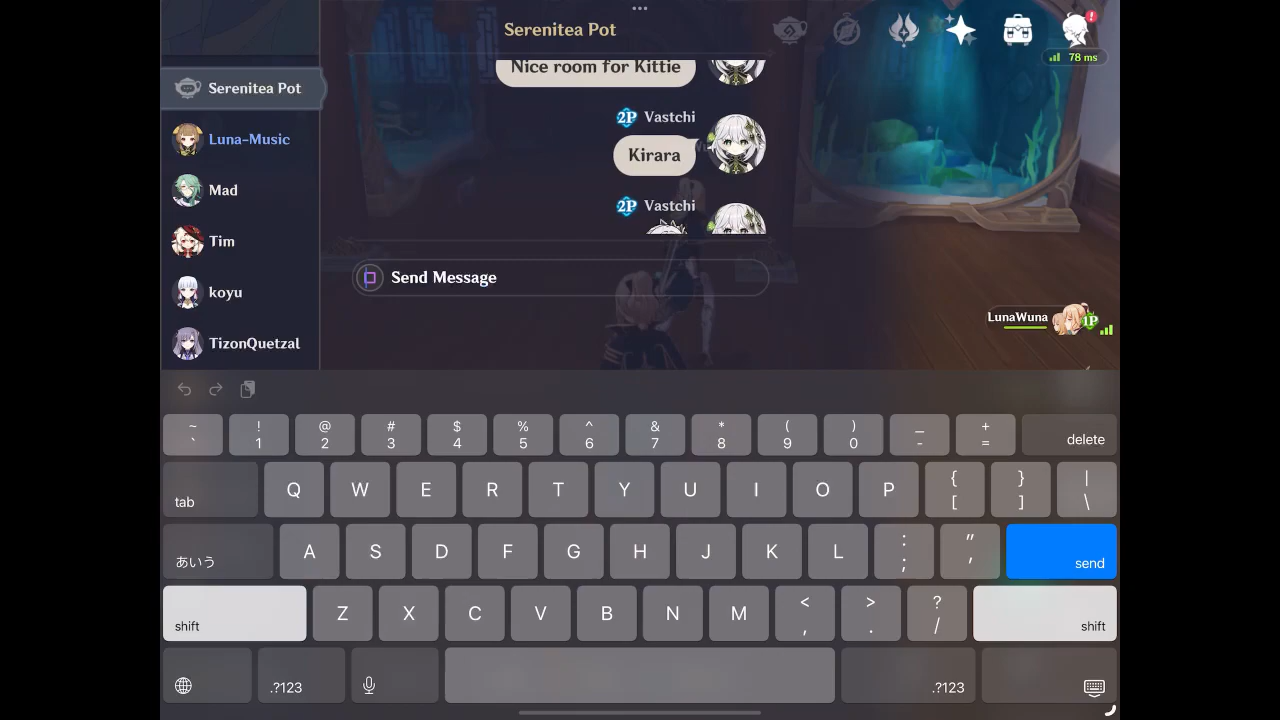 Serenitea Pot
78 ms
Serenitea Pot
Luna-Music
Mad
Tim
koyu
TizonQuetzal
Nice room for Kittie
2P Vastchi
Kirara
2P Vastchi
Send Message
LunaWuna 1P
~ ! @ # $ % ^ & * ( ) _ +
` 1 2 3 4 5 6 7 8 9 0 - = delete
tab Q W E R T Y U I O P { [ } ] | \
あいう A S D F G H J K L : ; " ' send
shift Z X C V B N M < , > . ? / shift
.?123 .?123